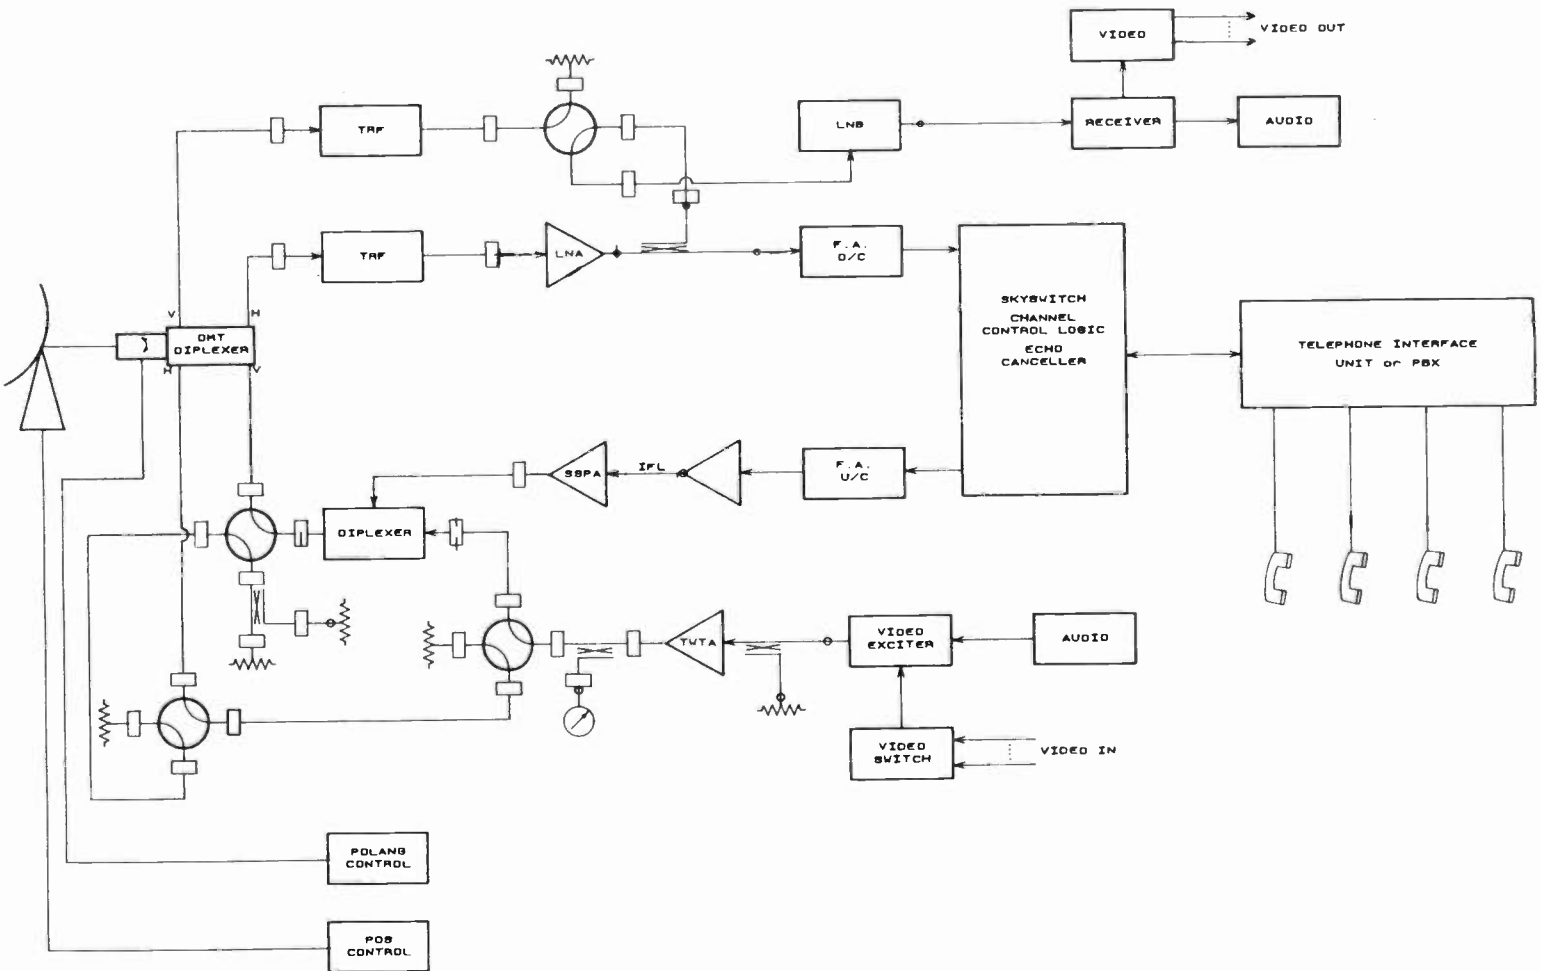 VIDEO
VIDEO OUT
TRF
LNB
RECEIVER
AUDIO
TRF
LNA
F.A.
D/C
SKYSWITCH
CHANNEL
CONTROL LOGIC
ECHO
CANCELLER
V
H
OMT
DIPLEXER
H
V
TELEPHONE INTERFACE
UNIT or PBX
SSPA
IFL
F.A.
U/C
DIPLEXER
TWTA
VIDEO
EXCITER
AUDIO
VIDEO
SWITCH
VIDEO IN
POLANG
CONTROL
POS
CONTROL